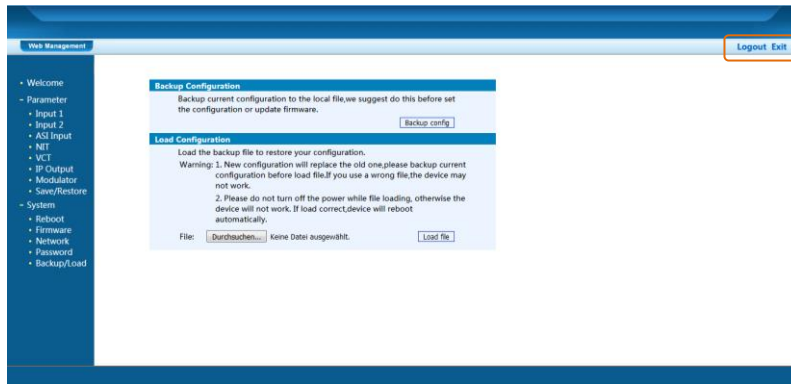 Web Management
Logout Exit
• Welcome
- Parameter
• Input 1
• Input 2
• ASI Input
• NIT
• VCT
• IP Output
• Modulator
• Save/Restore
- System
• Reboot
• Firmware
• Network
• Password
• Backup/Load
Backup Configuration
Backup current configuration to the local file,we suggest do this before set
the configuration or update firmware.
Backup config
Load Configuration
Load the backup file to restore your configuration.
Warning: 1. New configuration will replace the old one,please backup current
configuration before load file.If you use a wrong file,the device may
not work.
2. Please do not turn off the power while file loading, otherwise the
device will not work. If load correct,device will reboot
automatically.
File: Durchsuchen... Keine Datei ausgewählt. Load file